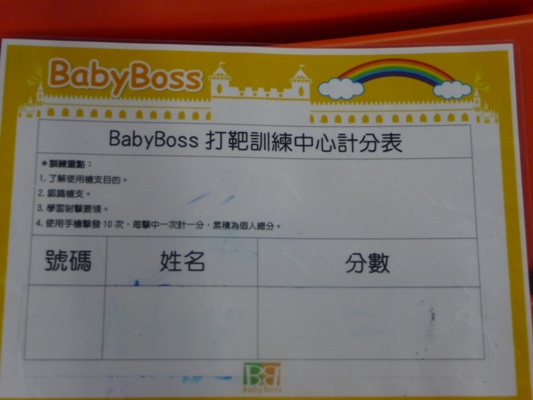 BabyBoss
BabyBoss 打靶訓練中心計分表
＊訓練重點：
1. 了解使用槍支目的。
2. 認識槍支。
3. 學習射擊要領。
4. 使用手槍擊發 10 次，每擊中一次計一分，累積為個人總分。
號碼 姓名 分數
BB
BabyBoss